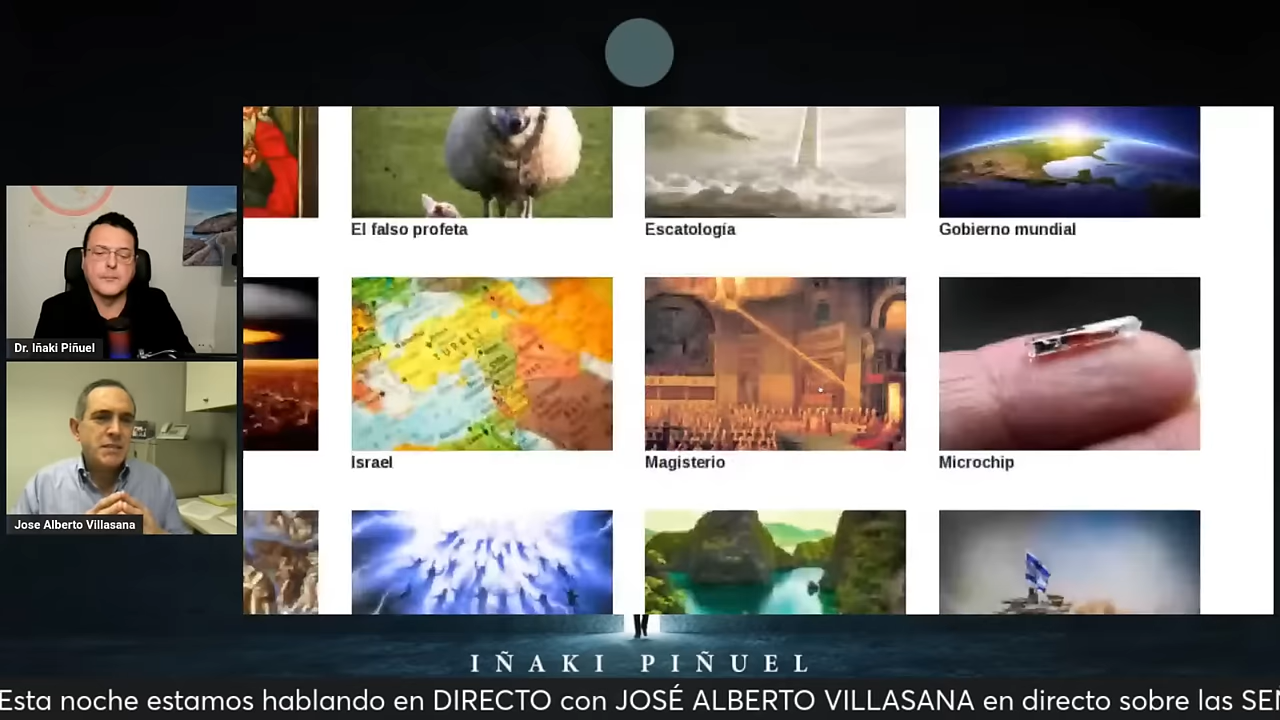 El falso profeta
Escatología
Gobierno mundial
Dr. Iñaki Piñuel
TURKEY
Israel
Magisterio
Microchip
Jose Alberto Villasana
IÑAKI PIÑUEL
Esta noche estamos hablando en DIRECTO con JOSÉ ALBERTO VILLASANA en directo sobre las SE